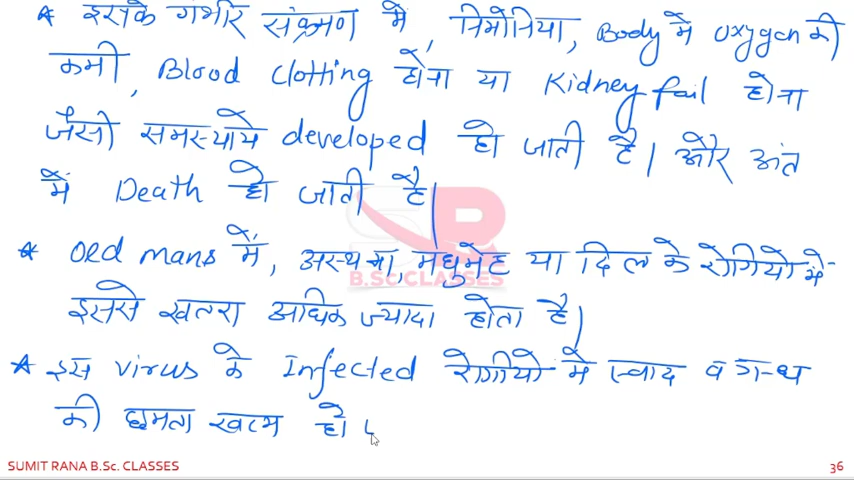 * इसके गंभीर संक्रमण में, निमोनिया, Body में oxygen की
कमी, Blood Clotting होना या Kidney fail होना
जैसी समस्याये developed हो जाती है। और अंत
में Death हो जाती है।
* old mans में, अस्थमा, मधुमेह या दिल के रोगियो में
इससे खतरा अधिक ज्यादा होता है।
* इस virus के Infected रोगीयो में स्वाद व गन्ध
की छमता खत्म हो
B.SC CLASSES
SUMIT RANA B.Sc. CLASSES 36